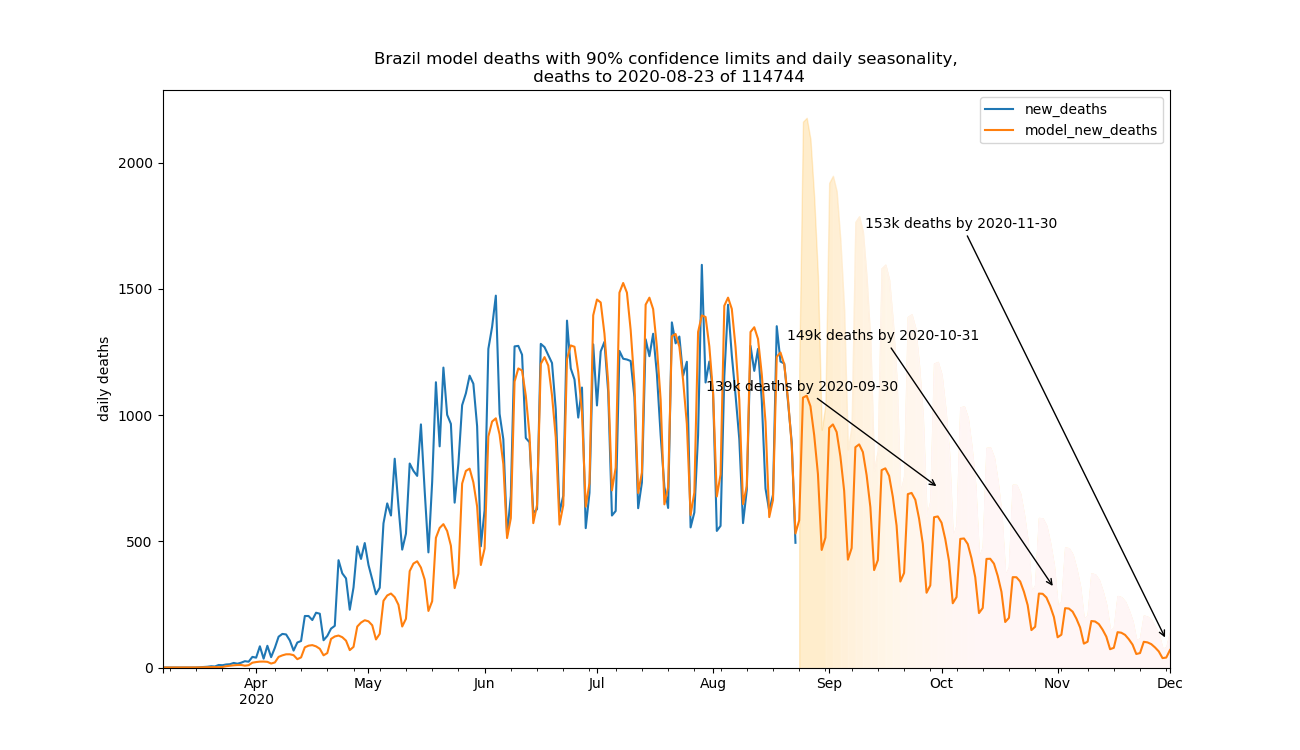 Brazil model deaths with 90% confidence limits and daily seasonality,
deaths to 2020-08-23 of 114744
new_deaths
model_new_deaths
2000
153k deaths by 2020-11-30
1500
149k deaths by 2020-10-31
139k deaths by 2020-09-30
daily deaths
1000
500
0
Apr May Jun Jul Aug Sep Oct Nov Dec
2020